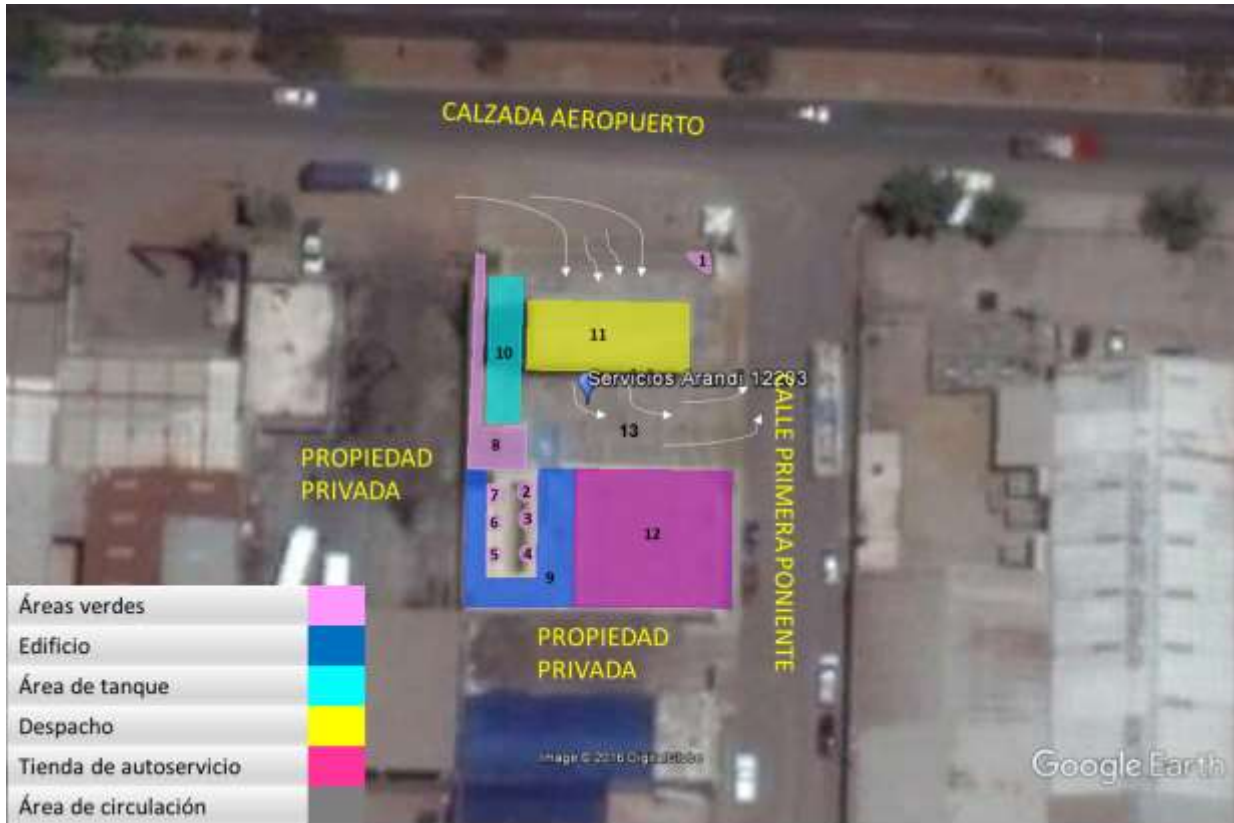 CALZADA AEROPUERTO
1
11
10
Servicios Arandi 12203
CALLE PRIMERA PONIENTE
13
8
PROPIEDAD
PRIVADA
7
2
6
3
12
5
4
9
Áreas verdes
Edificio
Área de tanque
Despacho
Tienda de autoservicio
Área de circulación
PROPIEDAD
PRIVADA
Image © 2016 DigitalGlobe
Google Earth